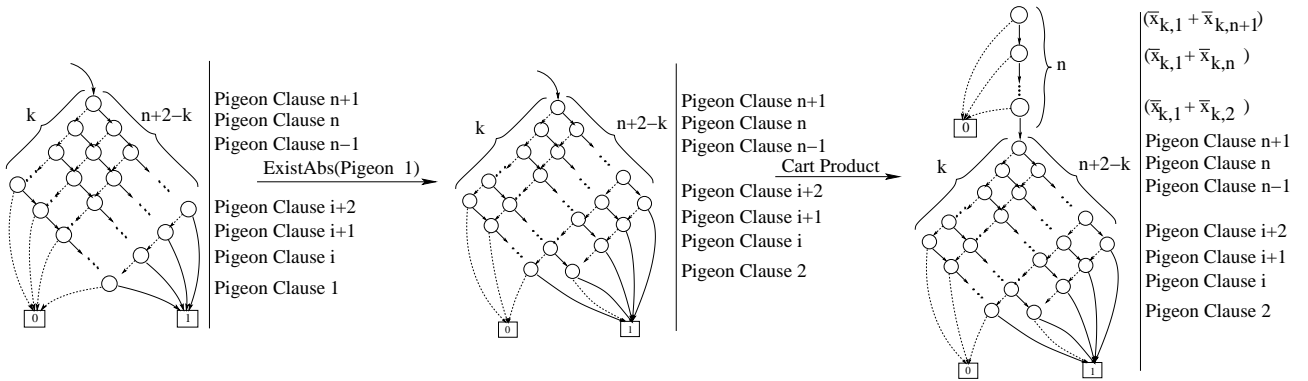 k
n+2−k
0
1
Pigeon Clause n+1
Pigeon Clause n
Pigeon Clause n−1
Pigeon Clause i+2
Pigeon Clause i+1
Pigeon Clause i
Pigeon Clause 1
ExistAbs(Pigeon 1)
k
n+2−k
0
1
Pigeon Clause n+1
Pigeon Clause n
Pigeon Clause n−1
Pigeon Clause i+2
Pigeon Clause i+1
Pigeon Clause i
Pigeon Clause 2
Cart Product
n
0
k
n+2−k
0
1
(x̅k,1 + x̅k,n+1)
(x̅k,1 + x̅k,n)
(x̅k,1 + x̅k,2)
Pigeon Clause n+1
Pigeon Clause n
Pigeon Clause n−1
Pigeon Clause i+2
Pigeon Clause i+1
Pigeon Clause i
Pigeon Clause 2